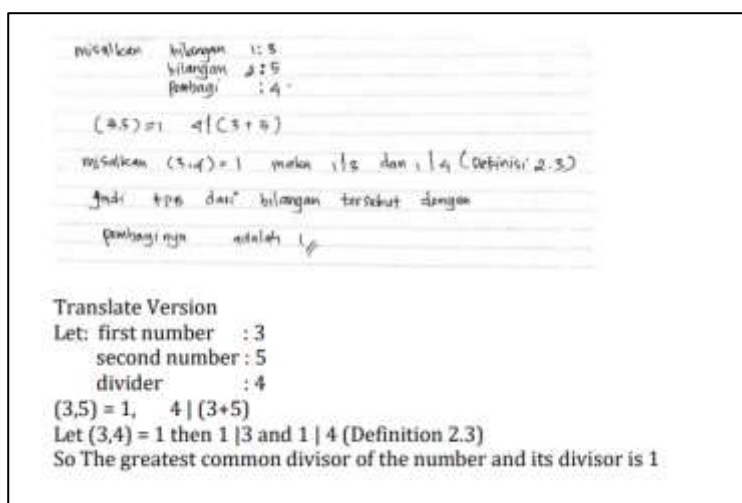 misalkan bilangan 1 : 3
bilangan 2 : 5
Pembagi : 4
(3,5) = 1 4 | (3 + 5)
misalkan (3,4) = 1 maka 1|3 dan 1|4 (Definisi 2.3)
Jadi FPB dari bilangan tersebut dengan
pembaginya adalah 1
Translate Version
Let: first number : 3
second number : 5
divider : 4
(3,5) = 1, 4 | (3+5)
Let (3,4) = 1 then 1 |3 and 1 | 4 (Definition 2.3)
So The greatest common divisor of the number and its divisor is 1